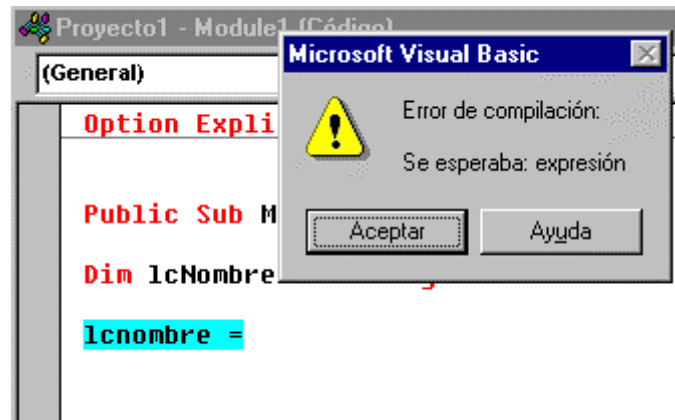 Proyecto1 - Module1 (Código)
Microsoft Visual Basic
(General)
Error de compilación:
Se esperaba: expresión
Aceptar
Ayuda
Option Expli
Public Sub M
Dim lcNombre
lcnombre =